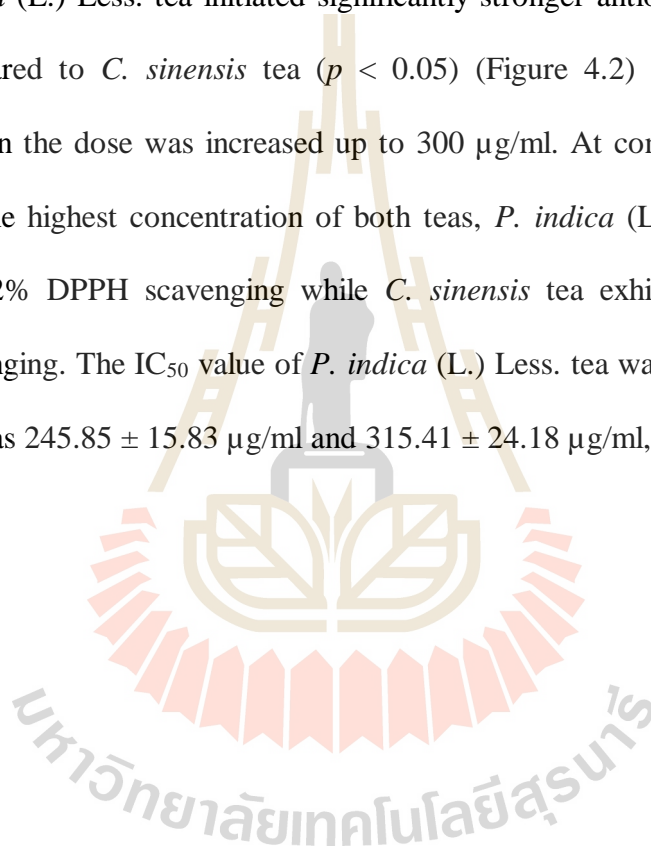 (L.) Less. tea initiated significantly stronger
ared to C. sinensis tea (p < 0.05) (Figure 4.2)
n the dose was increased up to 300 µg/ml. At
e highest concentration of both teas, P. indica
2% DPPH scavenging while C. sinensis tea
nging. The IC50 value of P. indica (L.) Less. tea
as 245.85 ± 15.83 µg/ml and 315.41 ± 24.18 µg/ml,
มหาวิทยาลัยเทคโนโลยีสุรนารี